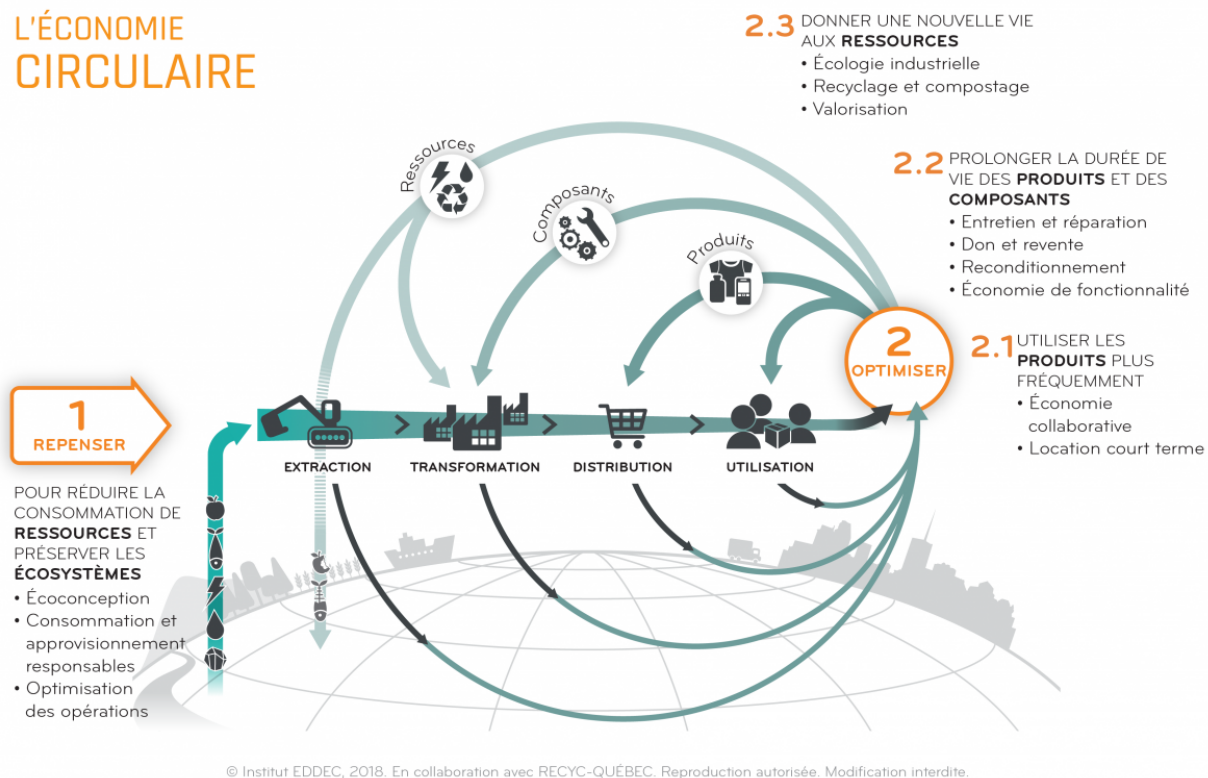 L'ÉCONOMIE
CIRCULAIRE
2.3 DONNER UNE NOUVELLE VIE
AUX RESSOURCES
• Écologie industrielle
• Recyclage et compostage
• Valorisation
2.2 PROLONGER LA DURÉE DE
VIE DES PRODUITS ET DES
COMPOSANTS
• Entretien et réparation
• Don et revente
• Reconditionnement
• Économie de fonctionnalité
Ressources
Composants
Produits
2
OPTIMISER
2.1 UTILISER LES
PRODUITS PLUS
FRÉQUEMMENT
• Économie
collaborative
• Location court terme
1
REPENSER
EXTRACTION
TRANSFORMATION
DISTRIBUTION
UTILISATION
POUR RÉDUIRE LA
CONSOMMATION DE
RESSOURCES ET
PRÉSERVER LES
ÉCOSYSTÈMES
• Écoconception
• Consommation et
approvisionnement
responsables
• Optimisation
des opérations
© Institut EDDEC, 2018. En collaboration avec RECYC-QUÉBEC. Reproduction autorisée. Modification interdite.